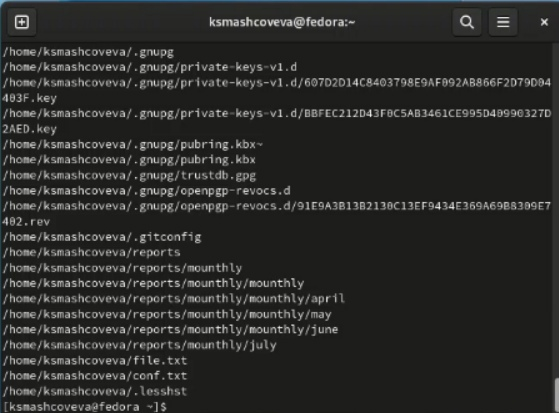 ksmashcoveva@fedora:~
/home/ksmashcoveva/.gnupg
/home/ksmashcoveva/.gnupg/private-keys-v1.d
/home/ksmashcoveva/.gnupg/private-keys-v1.d/607D2D14C8403798E9AF092AB866F2D79D04
403F.key
/home/ksmashcoveva/.gnupg/private-keys-v1.d/BBFEC212D43F0C5AB3461CE995D40990327D
2AED.key
/home/ksmashcoveva/.gnupg/pubring.kbx~
/home/ksmashcoveva/.gnupg/pubring.kbx
/home/ksmashcoveva/.gnupg/trustdb.gpg
/home/ksmashcoveva/.gnupg/openpgp-revocs.d
/home/ksmashcoveva/.gnupg/openpgp-revocs.d/91E9A3B13B2130C13EF9434E369A69B8309E7
402.rev
/home/ksmashcoveva/.gitconfig
/home/ksmashcoveva/reports
/home/ksmashcoveva/reports/mounthly
/home/ksmashcoveva/reports/mounthly/mounthly
/home/ksmashcoveva/reports/mounthly/mounthly/april
/home/ksmashcoveva/reports/mounthly/mounthly/may
/home/ksmashcoveva/reports/mounthly/mounthly/june
/home/ksmashcoveva/reports/mounthly/july
/home/ksmashcoveva/file.txt
/home/ksmashcoveva/conf.txt
/home/ksmashcoveva/.lesshst
[ksmashcoveva@fedora ~]$